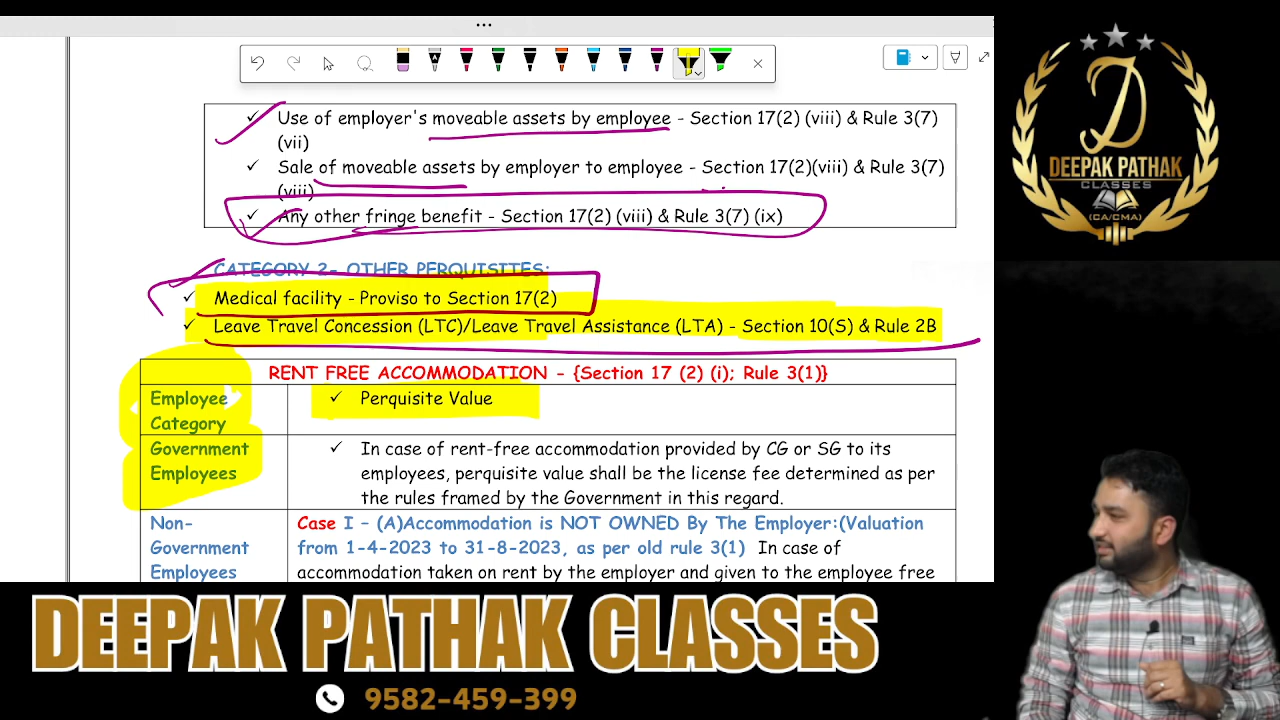 Use of employer's moveable assets by employee - Section 17(2) (viii) & Rule 3(7)
(vii)
Sale of moveable assets by employer to employee - Section 17(2)(viii) & Rule 3(7)
(viii)
Any other fringe benefit - Section 17(2) (viii) & Rule 3(7) (ix)
CATEGORY 2- OTHER PERQUISITES:
Medical facility - Proviso to Section 17(2)
Leave Travel Concession (LTC)/Leave Travel Assistance (LTA) - Section 10(5) & Rule 2B
RENT FREE ACCOMMODATION - {Section 17 (2) (i); Rule 3(1)}
Employee
Category
Perquisite Value
Government
Employees
In case of rent-free accommodation provided by CG or SG to its
employees, perquisite value shall be the license fee determined as per
the rules framed by the Government in this regard.
Non-
Government
Employees
Case I – (A)Accommodation is NOT OWNED By The Employer:(Valuation
from 1-4-2023 to 31-8-2023, as per old rule 3(1) In case of
accommodation taken on rent by the employer and given to the employee free
D
DEEPAK PATHAK
CLASSES
(CA/CMA)
DEEPAK PATHAK CLASSES
9582-459-399